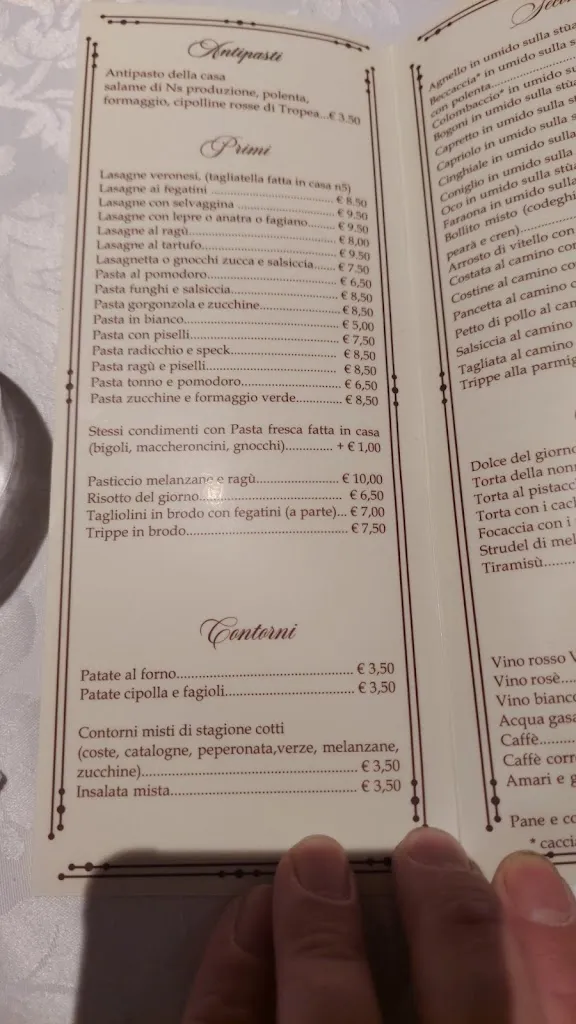 Antipasti
Antipasto della casa
salame di Ns produzione, polenta,
formaggio, cipolline rosse di Tropea...€ 3.50
Primi
Lasagne veronesi, (tagliatella fatta in casa n5)
Lasagne ai fegatini ................................ € 8.50
Lasagne con selvaggina ........................ € 9.50
Lasagne con lepre o anatra o fagiano.... € 9.50
Lasagne al ragù...................................... € 8,00
Lasagne al tartufo................................... € 9.50
Lasagnetta o gnocchi zucca e salsiccia...... € 7.50
Pasta al pomodoro................................. € 6,50
Pasta funghi e salsiccia.......................... € 8,50
Pasta gorgonzola e zucchine.................. € 8,50
Pasta in bianco....................................... € 5,00
Pasta con piselli...................................... € 7,50
Pasta radicchio e speck.......................... € 8,50
Pasta ragù e piselli................................. € 8,50
Pasta tonno e pomodoro........................ € 6,50
Pasta zucchine e formaggio verde......... € 8,50
Stessi condimenti con Pasta fresca fatta in casa
(bigoli, maccheroncini, gnocchi)............ + € 1,00
Pasticcio melanzane e ragù.................... € 10,00
Risotto del giorno................................... € 6,50
Tagliolini in brodo con fegatini (a parte)... € 7,00
Trippe in brodo...................................... € 7,50
Contorni
Patate al forno........................................ € 3,50
Patate cipolla e fagioli............................ € 3,50
Contorni misti di stagione cotti
(coste, catalogne, peperonata,verze, melanzane,
zucchine)................................................ € 3,50
Insalata mista......................................... € 3,50
Agnello in umido sulla stùa
Beccaccia* in umido sulla s
con polenta
Colombaccio* in umido s
Bogoni in umido sulla stù
Capretto in umido sulla s
Capriolo in umido sulla
Cinghiale in umido sulla
Coniglio in umido sulla
Oco in umido sulla stùa
Faraona in umido sulla
Bollito misto (codeghi
pearà e cren)
Arrosto di vitello con
Costata al camino con
Costine al camino co
Pancetta al camino c
Petto di pollo al cam
Salsiccia al camino
Tagliata al camino
Trippe alla parmig
Dolce del giorno
Torta della nonn
Torta al pistacc
Torta con i cach
Focaccia con i
Strudel di mel
Tiramisù........
Vino rosso V
Vino rosè....
Vino bianco
Acqua gasa
Caffè.........
Caffè corr
Amari e g
Pane e co
* caccia